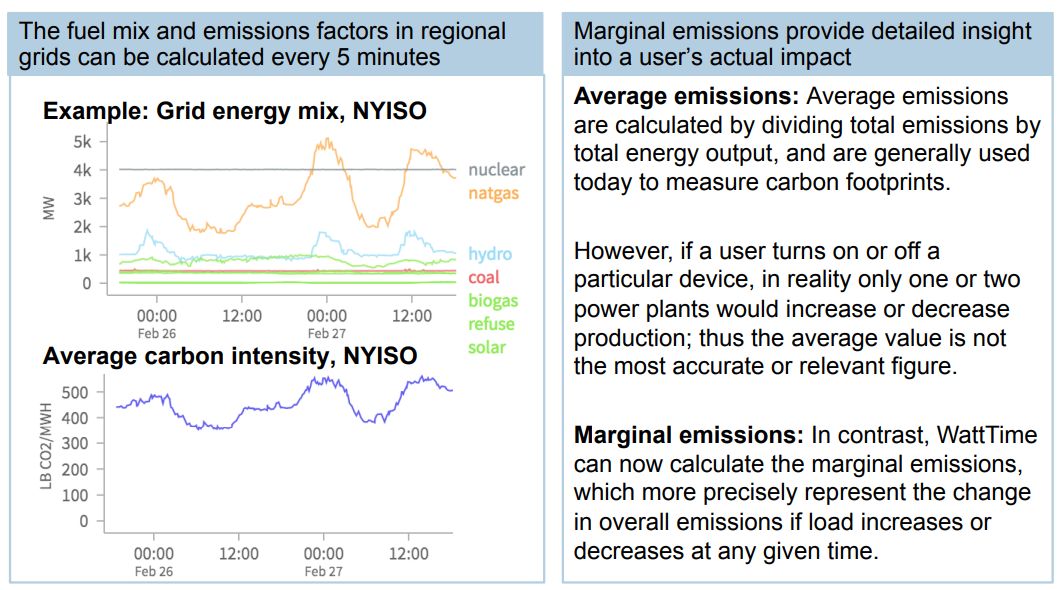 The fuel mix and emissions factors in regional
grids can be calculated every 5 minutes
Example: Grid energy mix, NYISO
5k
4k
3k
2k
1k
0
MW
nuclear
natgas
hydro
coal
biogas
refuse
solar
00:00 12:00 00:00 12:00
Feb 26 Feb 27
Average carbon intensity, NYISO
500
400
300
200
100
0
LB CO2/MWH
00:00 12:00 00:00 12:00
Feb 26 Feb 27
Marginal emissions provide detailed insight
into a user’s actual impact
Average emissions: Average emissions
are calculated by dividing total emissions by
total energy output, and are generally used
today to measure carbon footprints.
However, if a user turns on or off a
particular device, in reality only one or two
power plants would increase or decrease
production; thus the average value is not
the most accurate or relevant figure.
Marginal emissions: In contrast, WattTime
can now calculate the marginal emissions,
which more precisely represent the change
in overall emissions if load increases or
decreases at any given time.